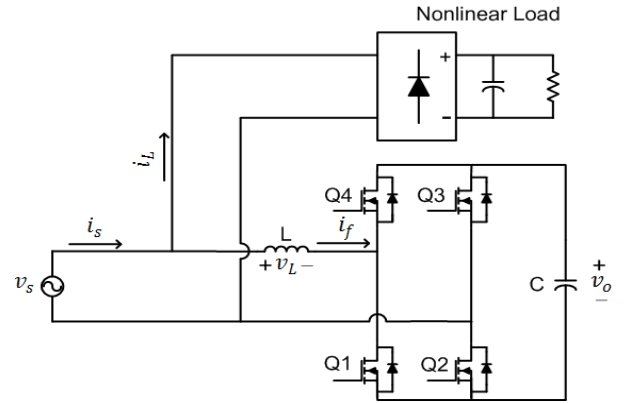 Nonlinear Load
+
−
i_L
Q4
Q3
i_s
L
i_f
+ v_L −
v_s
C
+
v_o
−
Q1
Q2